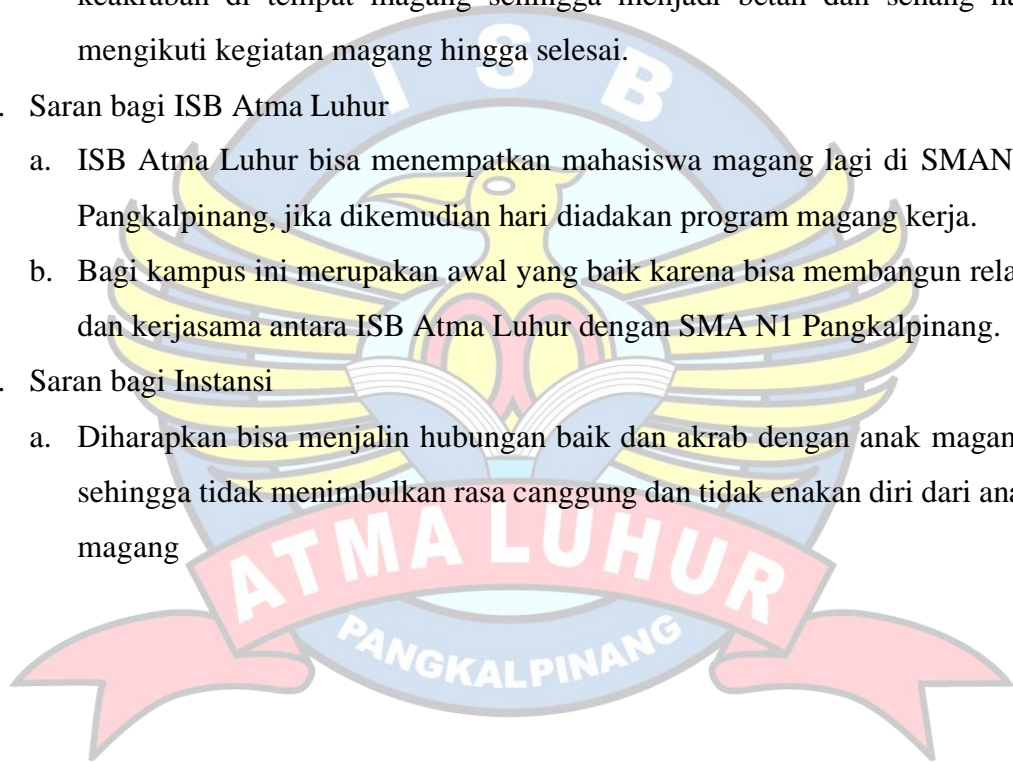 keakraban di tempat magang sehingga menjadi betah dan senang
mengikuti kegiatan magang hingga selesai.
. Saran bagi ISB Atma Luhur
a. ISB Atma Luhur bisa menempatkan mahasiswa magang lagi di SMAN
Pangkalpinang, jika dikemudian hari diadakan program magang kerja.
b. Bagi kampus ini merupakan awal yang baik karena bisa membangun
dan kerjasama antara ISB Atma Luhur dengan SMA N1 Pangkalpinang.
. Saran bagi Instansi
a. Diharapkan bisa menjalin hubungan baik dan akrab dengan anak
sehingga tidak menimbulkan rasa canggung dan tidak enakan diri dari
magang
ISB
ATMA LUHUR
PANGKALPINANG